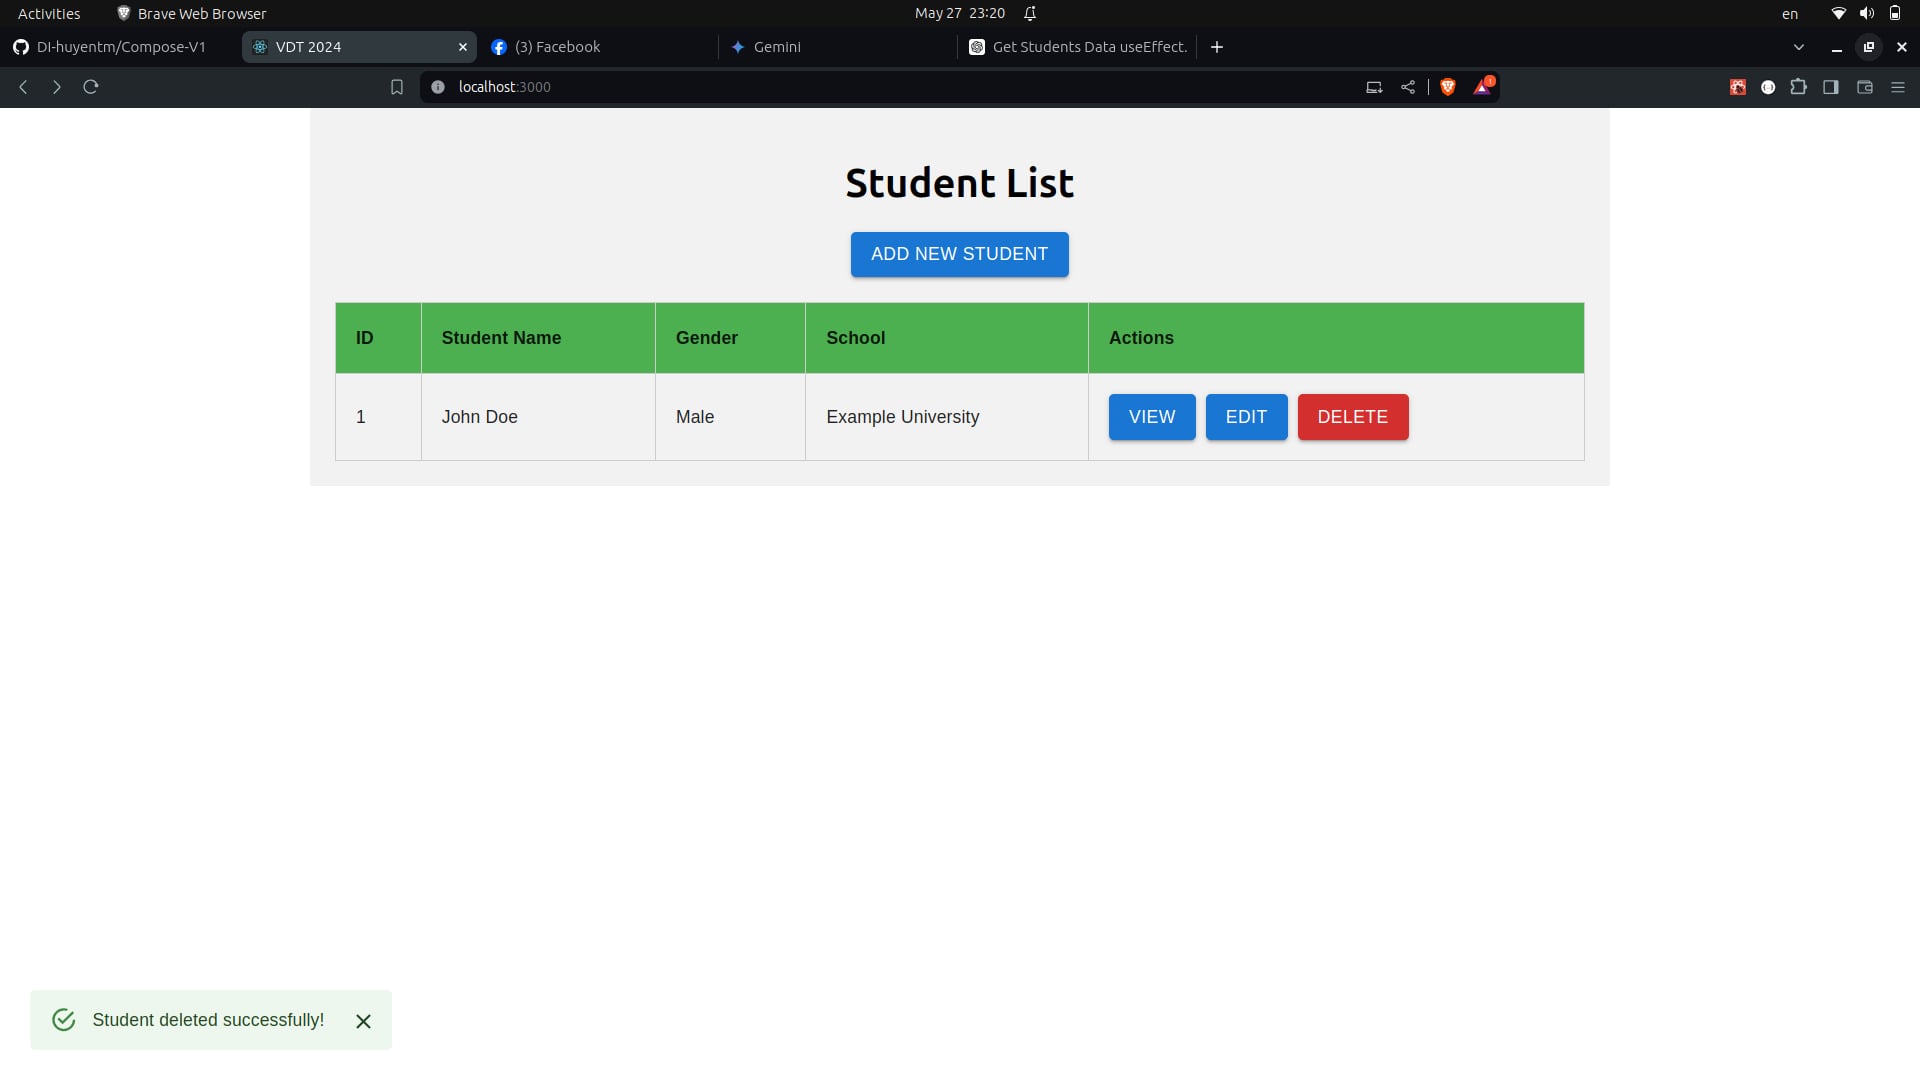 Activities Brave Web Browser May 27 23:20 en
DI-huyentm/Compose-V1 VDT 2024 (3) Facebook Gemini Get Students Data useEffect.
localhost:3000
Student List
ADD NEW STUDENT
ID Student Name Gender School Actions
1 John Doe Male Example University VIEW EDIT DELETE
Student deleted successfully!